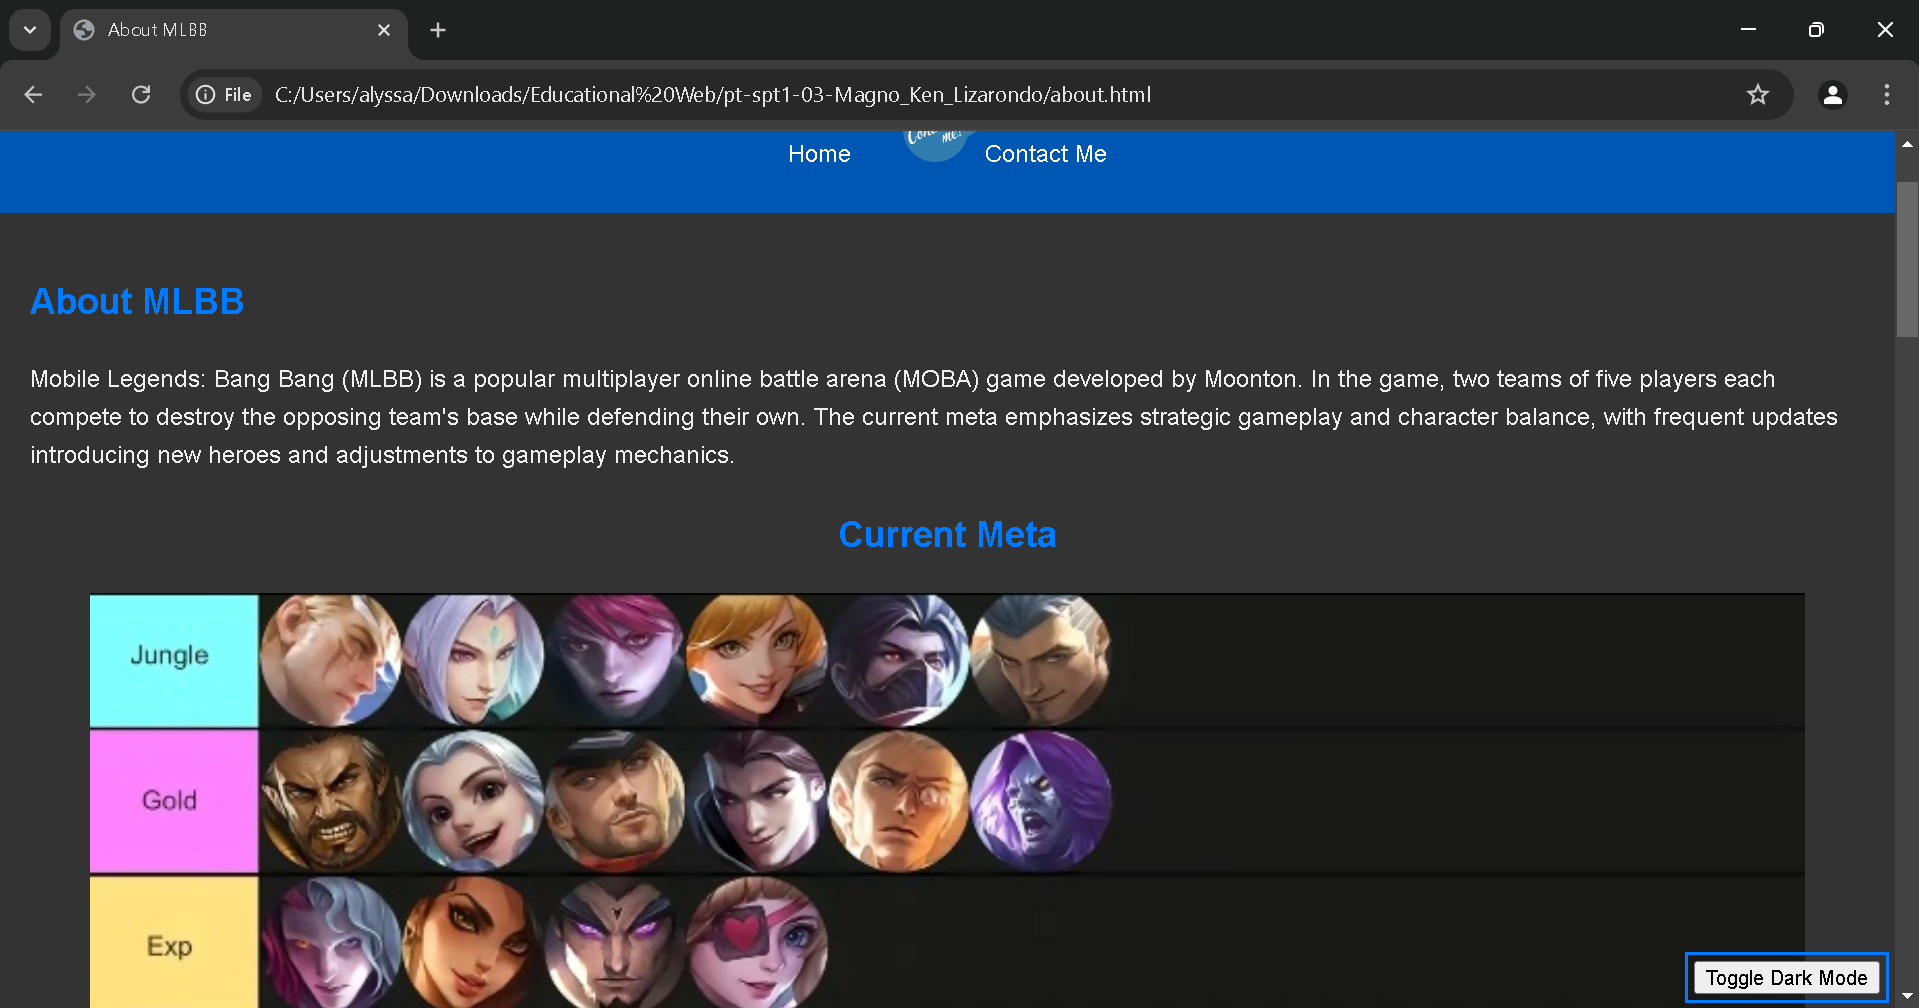 About MLBB
File
C:/Users/alyssa/Downloads/Educational%20Web/pt-spt1-03-Magno_Ken_Lizarondo/about.html
me!
Home
Contact Me
About MLBB
Mobile Legends: Bang Bang (MLBB) is a popular multiplayer online battle arena (MOBA) game developed by Moonton. In the game, two teams of five players each
compete to destroy the opposing team's base while defending their own. The current meta emphasizes strategic gameplay and character balance, with frequent updates
introducing new heroes and adjustments to gameplay mechanics.
Current Meta
Jungle
Gold
Exp
Toggle Dark Mode